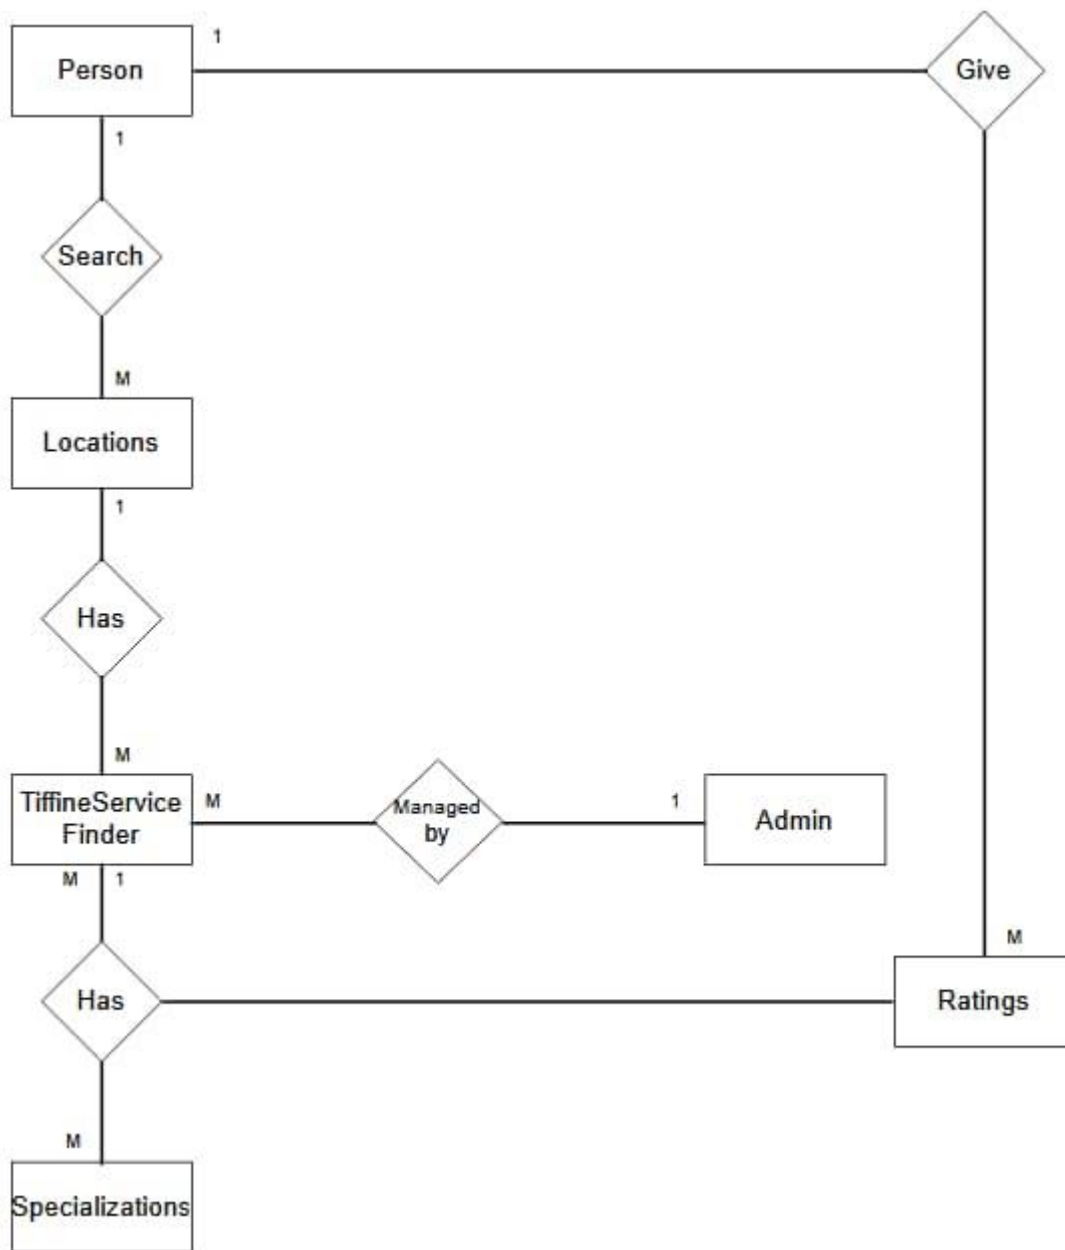 1
Person
Give
1
Search
M
Locations
1
Has
M
TiffineService
Finder
M
Managed
by
1
Admin
M 1
M
Has
Ratings
M
Specializations